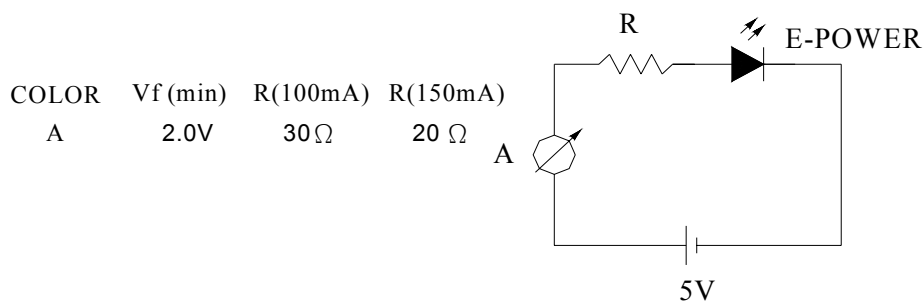 R
E-POWER
COLOR Vf (min) R(100mA) R(150mA)
A 2.0V 30Ω 20 Ω
A
5V